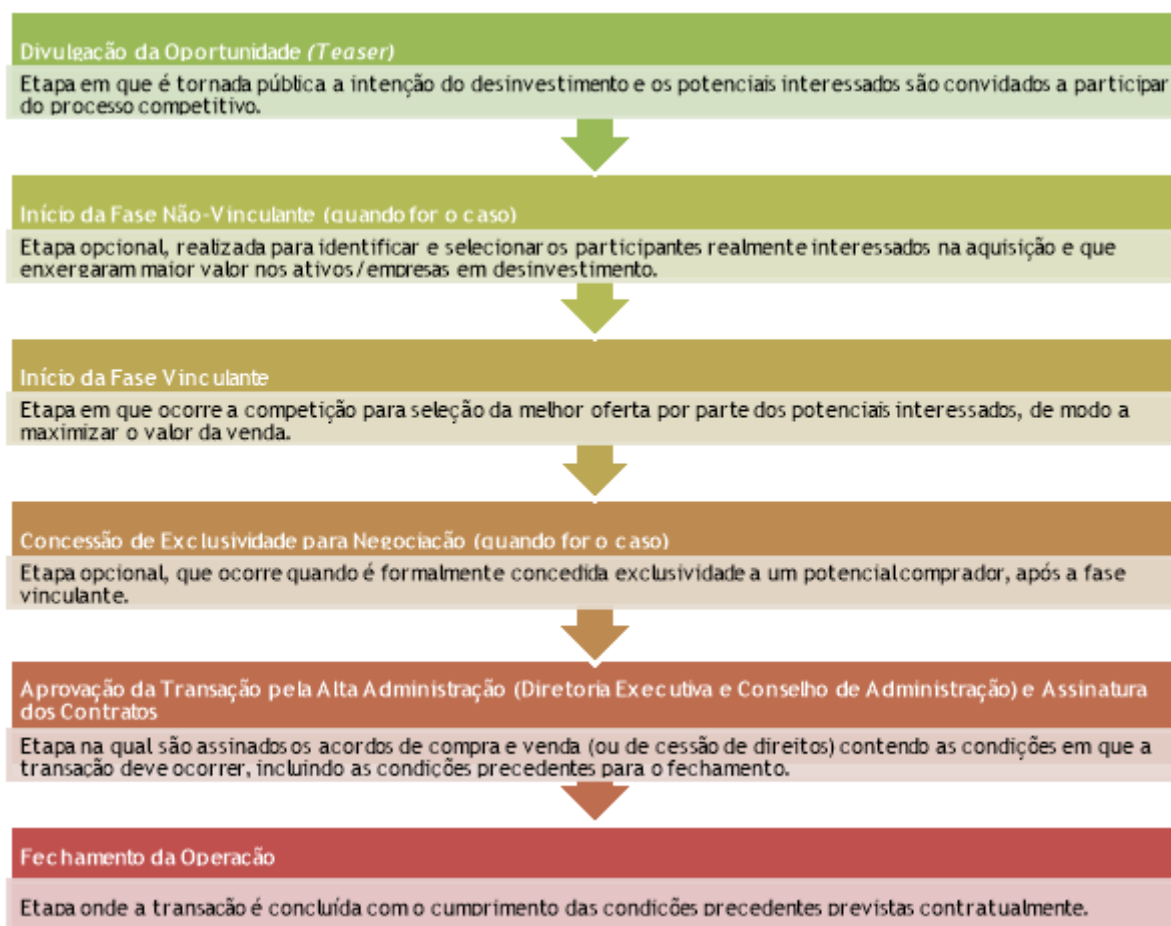 Divulgação da Oportunidade (Teaser)
Etapa em que é tornada pública a intenção do desinvestimento e os potenciais interessados são convidados a participar
do processo competitivo.
Início da Fase Não-Vinculante (quando for o caso)
Etapa opcional, realizada para identificar e selecionar os participantes realmente interessados na aquisição e que
enxergaram maior valor nos ativos/empresas em desinvestimento.
Início da Fase Vinculante
Etapa em que ocorre a competição para seleção da melhor oferta por parte dos potenciais interessados, de modo a
maximizar o valor da venda.
Concessão de Exclusividade para Negociação (quando for o caso)
Etapa opcional, que ocorre quando é formalmente concedida exclusividade a um potencial comprador, após a fase
vinculante.
Aprovação da Transação pela Alta Administração (Diretoria Executiva e Conselho de Administração) e Assinatura
dos Contratos
Etapa na qual são assinados os acordos de compra e venda (ou de cessão de direitos) contendo as condições em que a
transação deve ocorrer, incluindo as condições precedentes para o fechamento.
Fechamento da Operação
Etapa onde a transação é concluída com o cumprimento das condições precedentes previstas contratualmente.